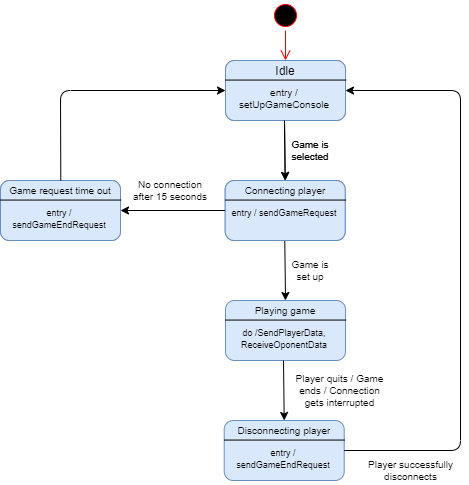 Idle
entry /
setUpGameConsole
Game is
selected
No connection
after 15 seconds
Game request time out
entry /
sendGameEndRequest
Connecting player
entry / sendGameRequest
Game is
set up
Playing game
do /SendPlayerData,
ReceiveOponentData
Player quits / Game
ends / Connection
gets interrupted
Disconnecting player
entry /
sendGameEndRequest
Player successfully
disconnects